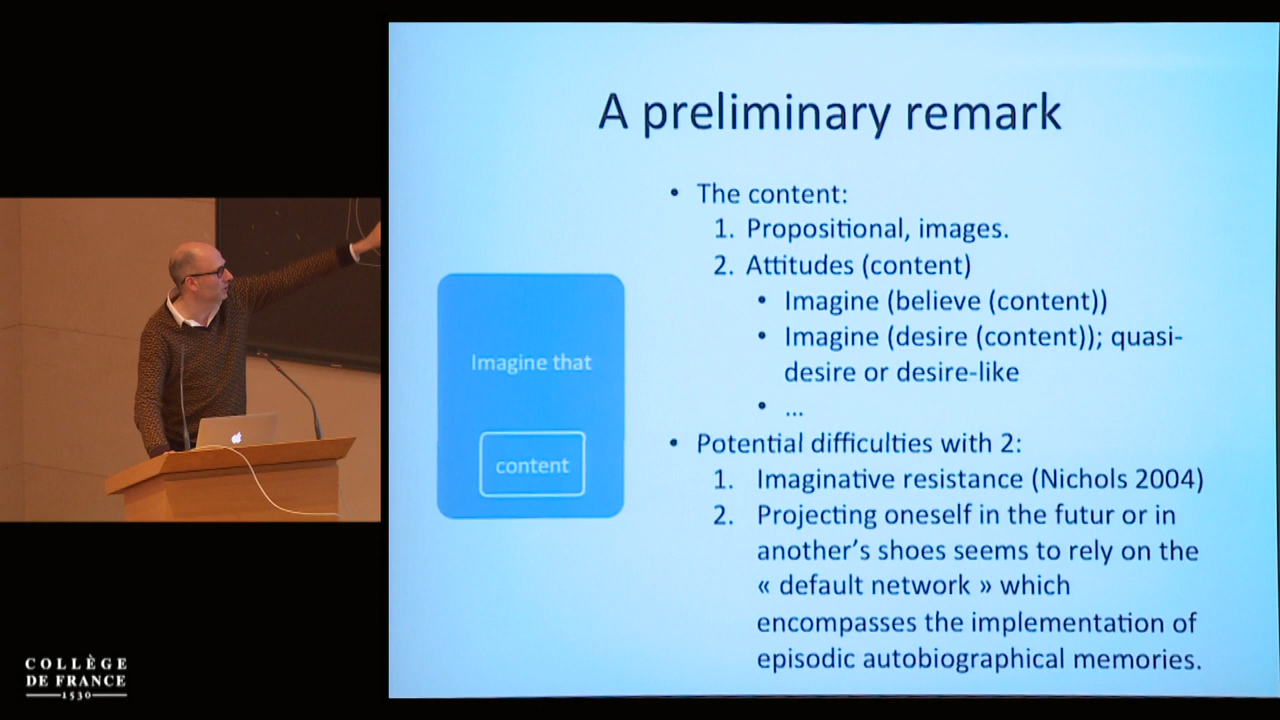 A preliminary remark
• The content:
1. Propositional, images.
2. Attitudes (content)
• Imagine (believe (content))
• Imagine (desire (content)); quasi-
desire or desire-like
• ...
• Potential difficulties with 2:
1. Imaginative resistance (Nichols 2004)
2. Projecting oneself in the futur or in
another's shoes seems to rely on the
« default network » which
encompasses the implementation of
episodic autobiographical memories.
Imagine that
content
COLLÈGE
DE FRANCE
1530